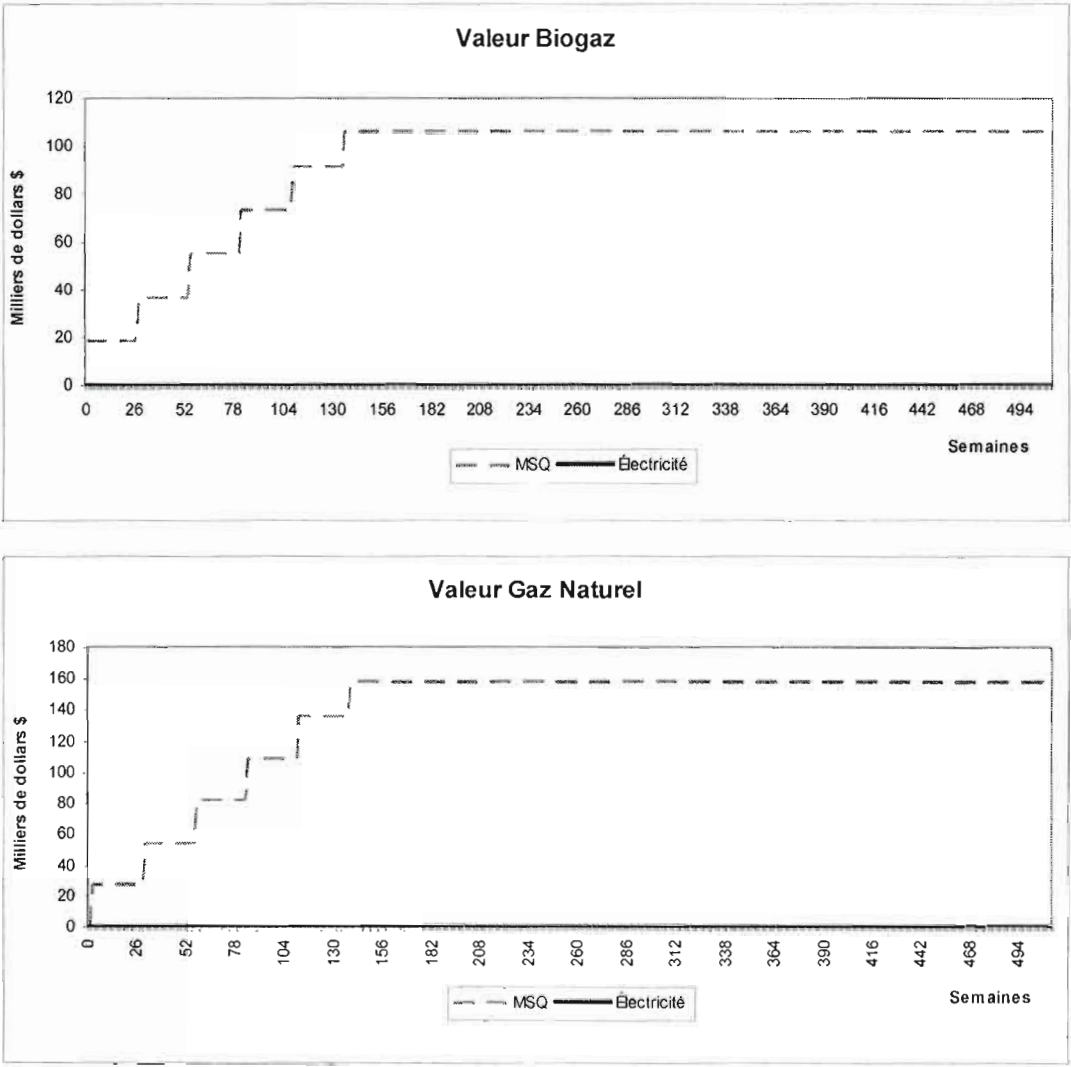 Valeur Biogaz
120
100
80
60
40
20
0
Milliers de dollars $
0 26 52 78 104 130 156 182 208 234 260 286 312 338 364 390 416 442 468 494
Semaines
MSQ Électricité
Valeur Gaz Naturel
180
160
140
120
100
80
60
40
20
0
Milliers de dollars $
0 26 52 78 104 130 156 182 208 234 260 286 312 338 364 390 416 442 468 494
Semaines
MSQ Électricité